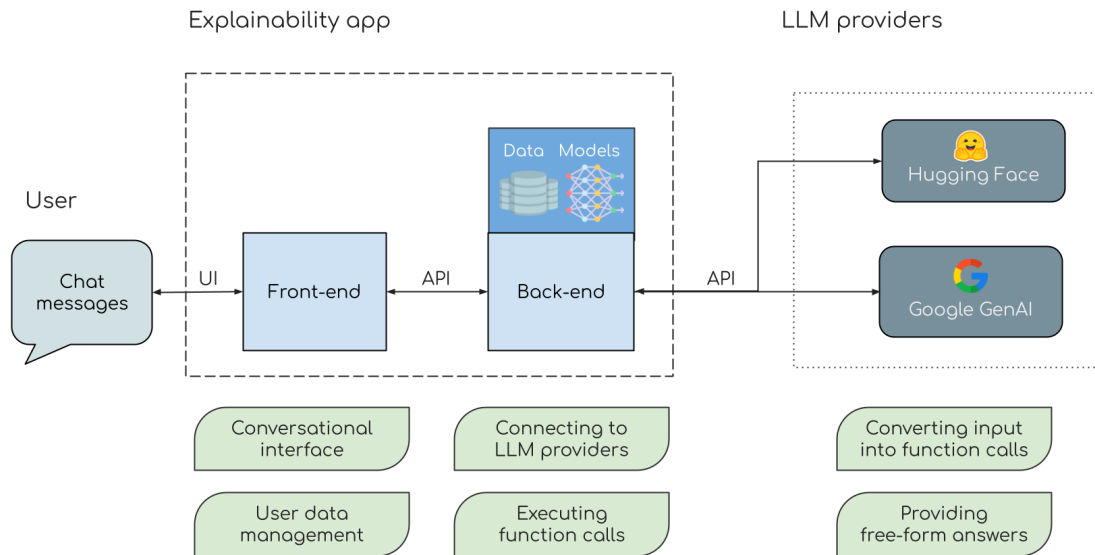 Explainability app
LLM providers
Data Models
Hugging Face
User
Chat
messages
UI
Front-end
API
Back-end
API
Google GenAI
Conversational
interface
Connecting to
LLM providers
Converting input
into function calls
User data
management
Executing
function calls
Providing
free-form answers